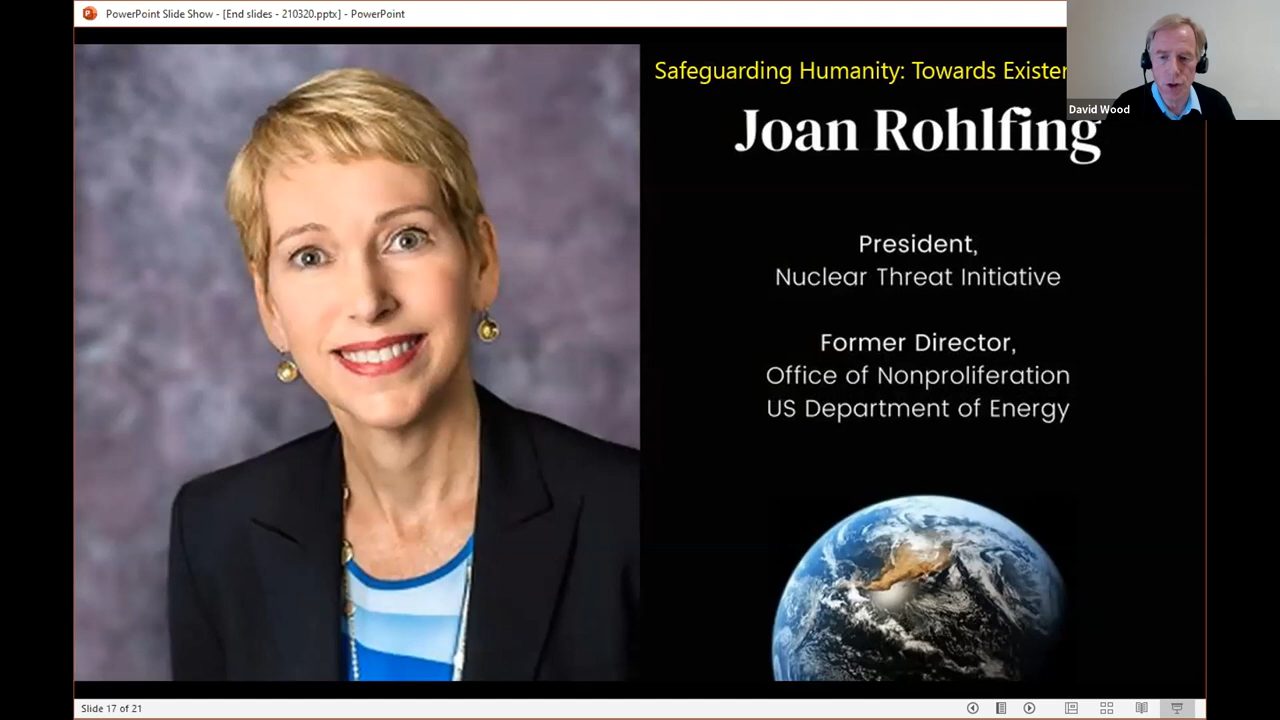 PowerPoint Slide Show - [End slides - 210320.pptx] - PowerPoint
Safeguarding Humanity: Towards Existen
David Wood
Joan Rohlfing
President,
Nuclear Threat Initiative
Former Director,
Office of Nonproliferation
US Department of Energy
Slide 17 of 21